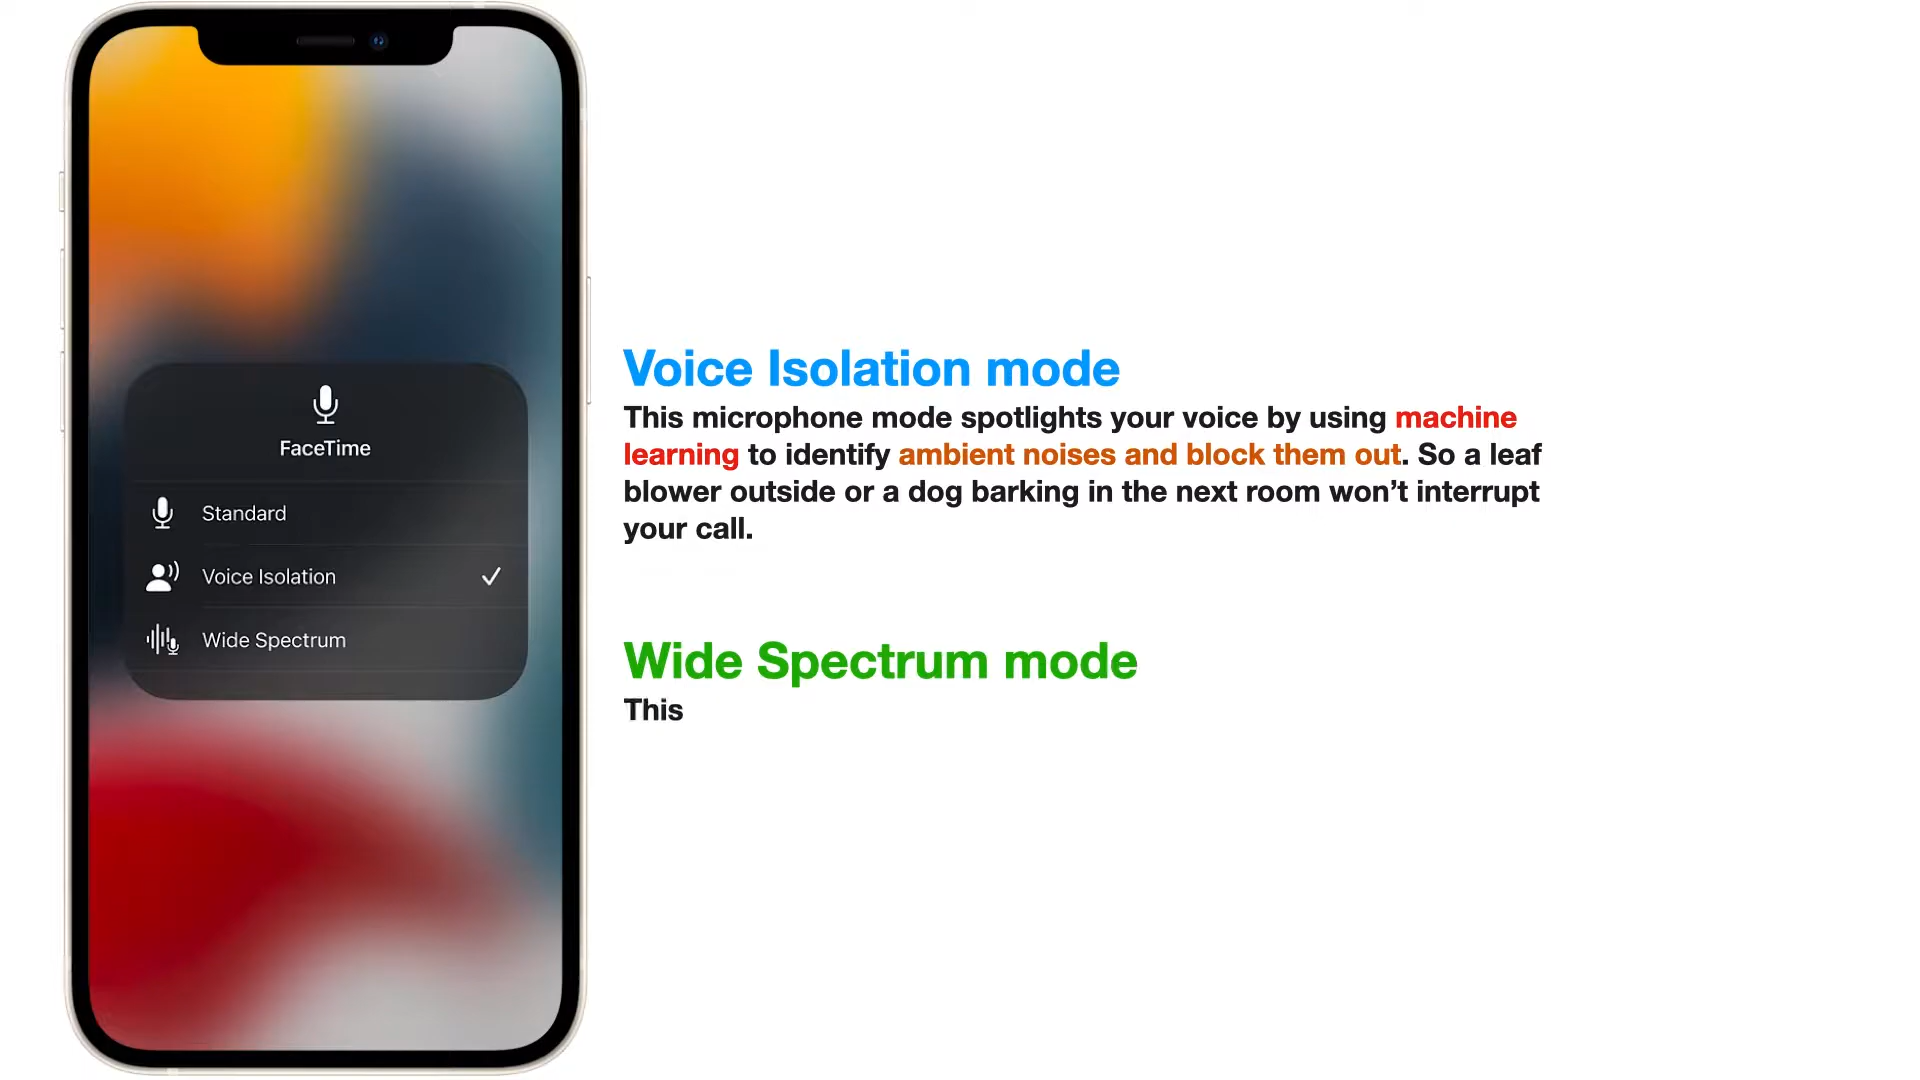 FaceTime
Standard
Voice Isolation
Wide Spectrum
Voice Isolation mode
This microphone mode spotlights your voice by using machine
learning to identify ambient noises and block them out. So a leaf
blower outside or a dog barking in the next room won’t interrupt
your call.
Wide Spectrum mode
This